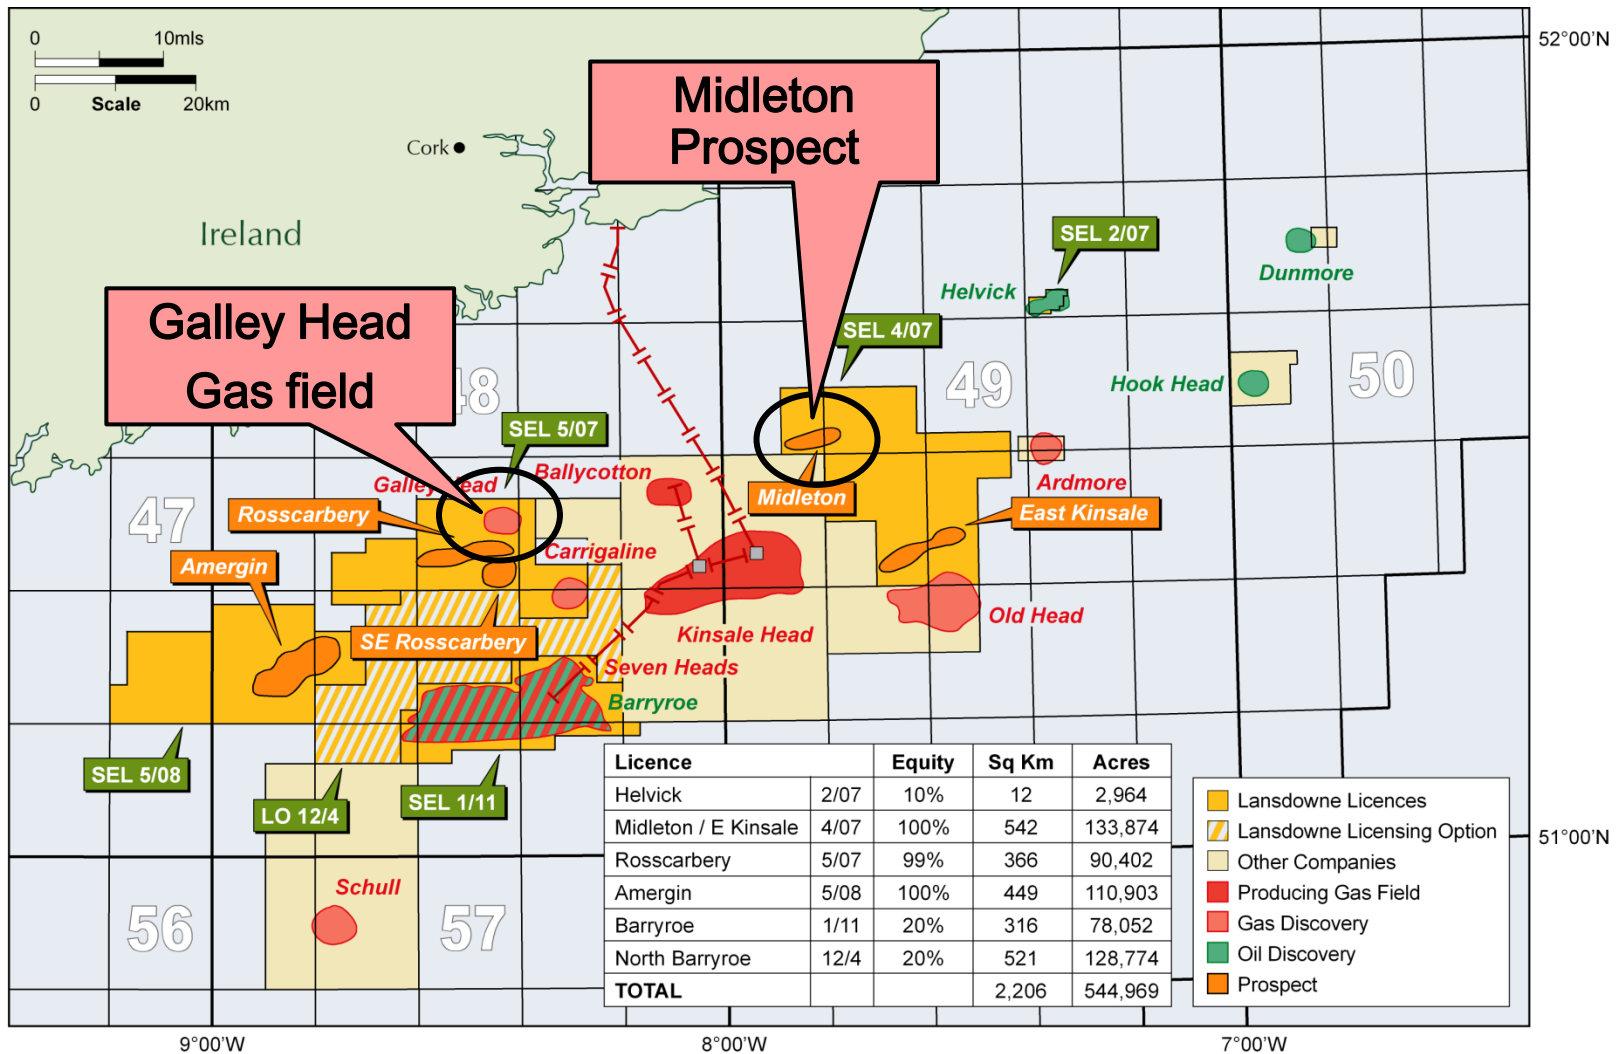 0
10mls
0
Scale
20km
52°00'N
Midleton
Prospect
Cork
Ireland
SEL 2/07
Dunmore
Helvick
Galley Head
Gas field
SEL 4/07
48
49
50
Hook Head
SEL 5/07
Ballycotton
Galley Head
Midleton
Ardmore
47
Rosscarbery
East Kinsale
Carrigaline
Amergin
Old Head
Kinsale Head
SE Rosscarbery
Seven Heads
Barryroe
SEL 5/08
LO 12/4
SEL 1/11
Licence Equity Sq Km Acres
Helvick 2/07 10% 12 2,964
Midleton / E Kinsale 4/07 100% 542 133,874
Rosscarbery 5/07 99% 366 90,402
Amergin 5/08 100% 449 110,903
Barryroe 1/11 20% 316 78,052
North Barryroe 12/4 20% 521 128,774
TOTAL 2,206 544,969
Lansdowne Licences
Lansdowne Licensing Option
Other Companies
Producing Gas Field
Gas Discovery
Oil Discovery
Prospect
51°00'N
Schull
56
57
9°00'W
8°00'W
7°00'W